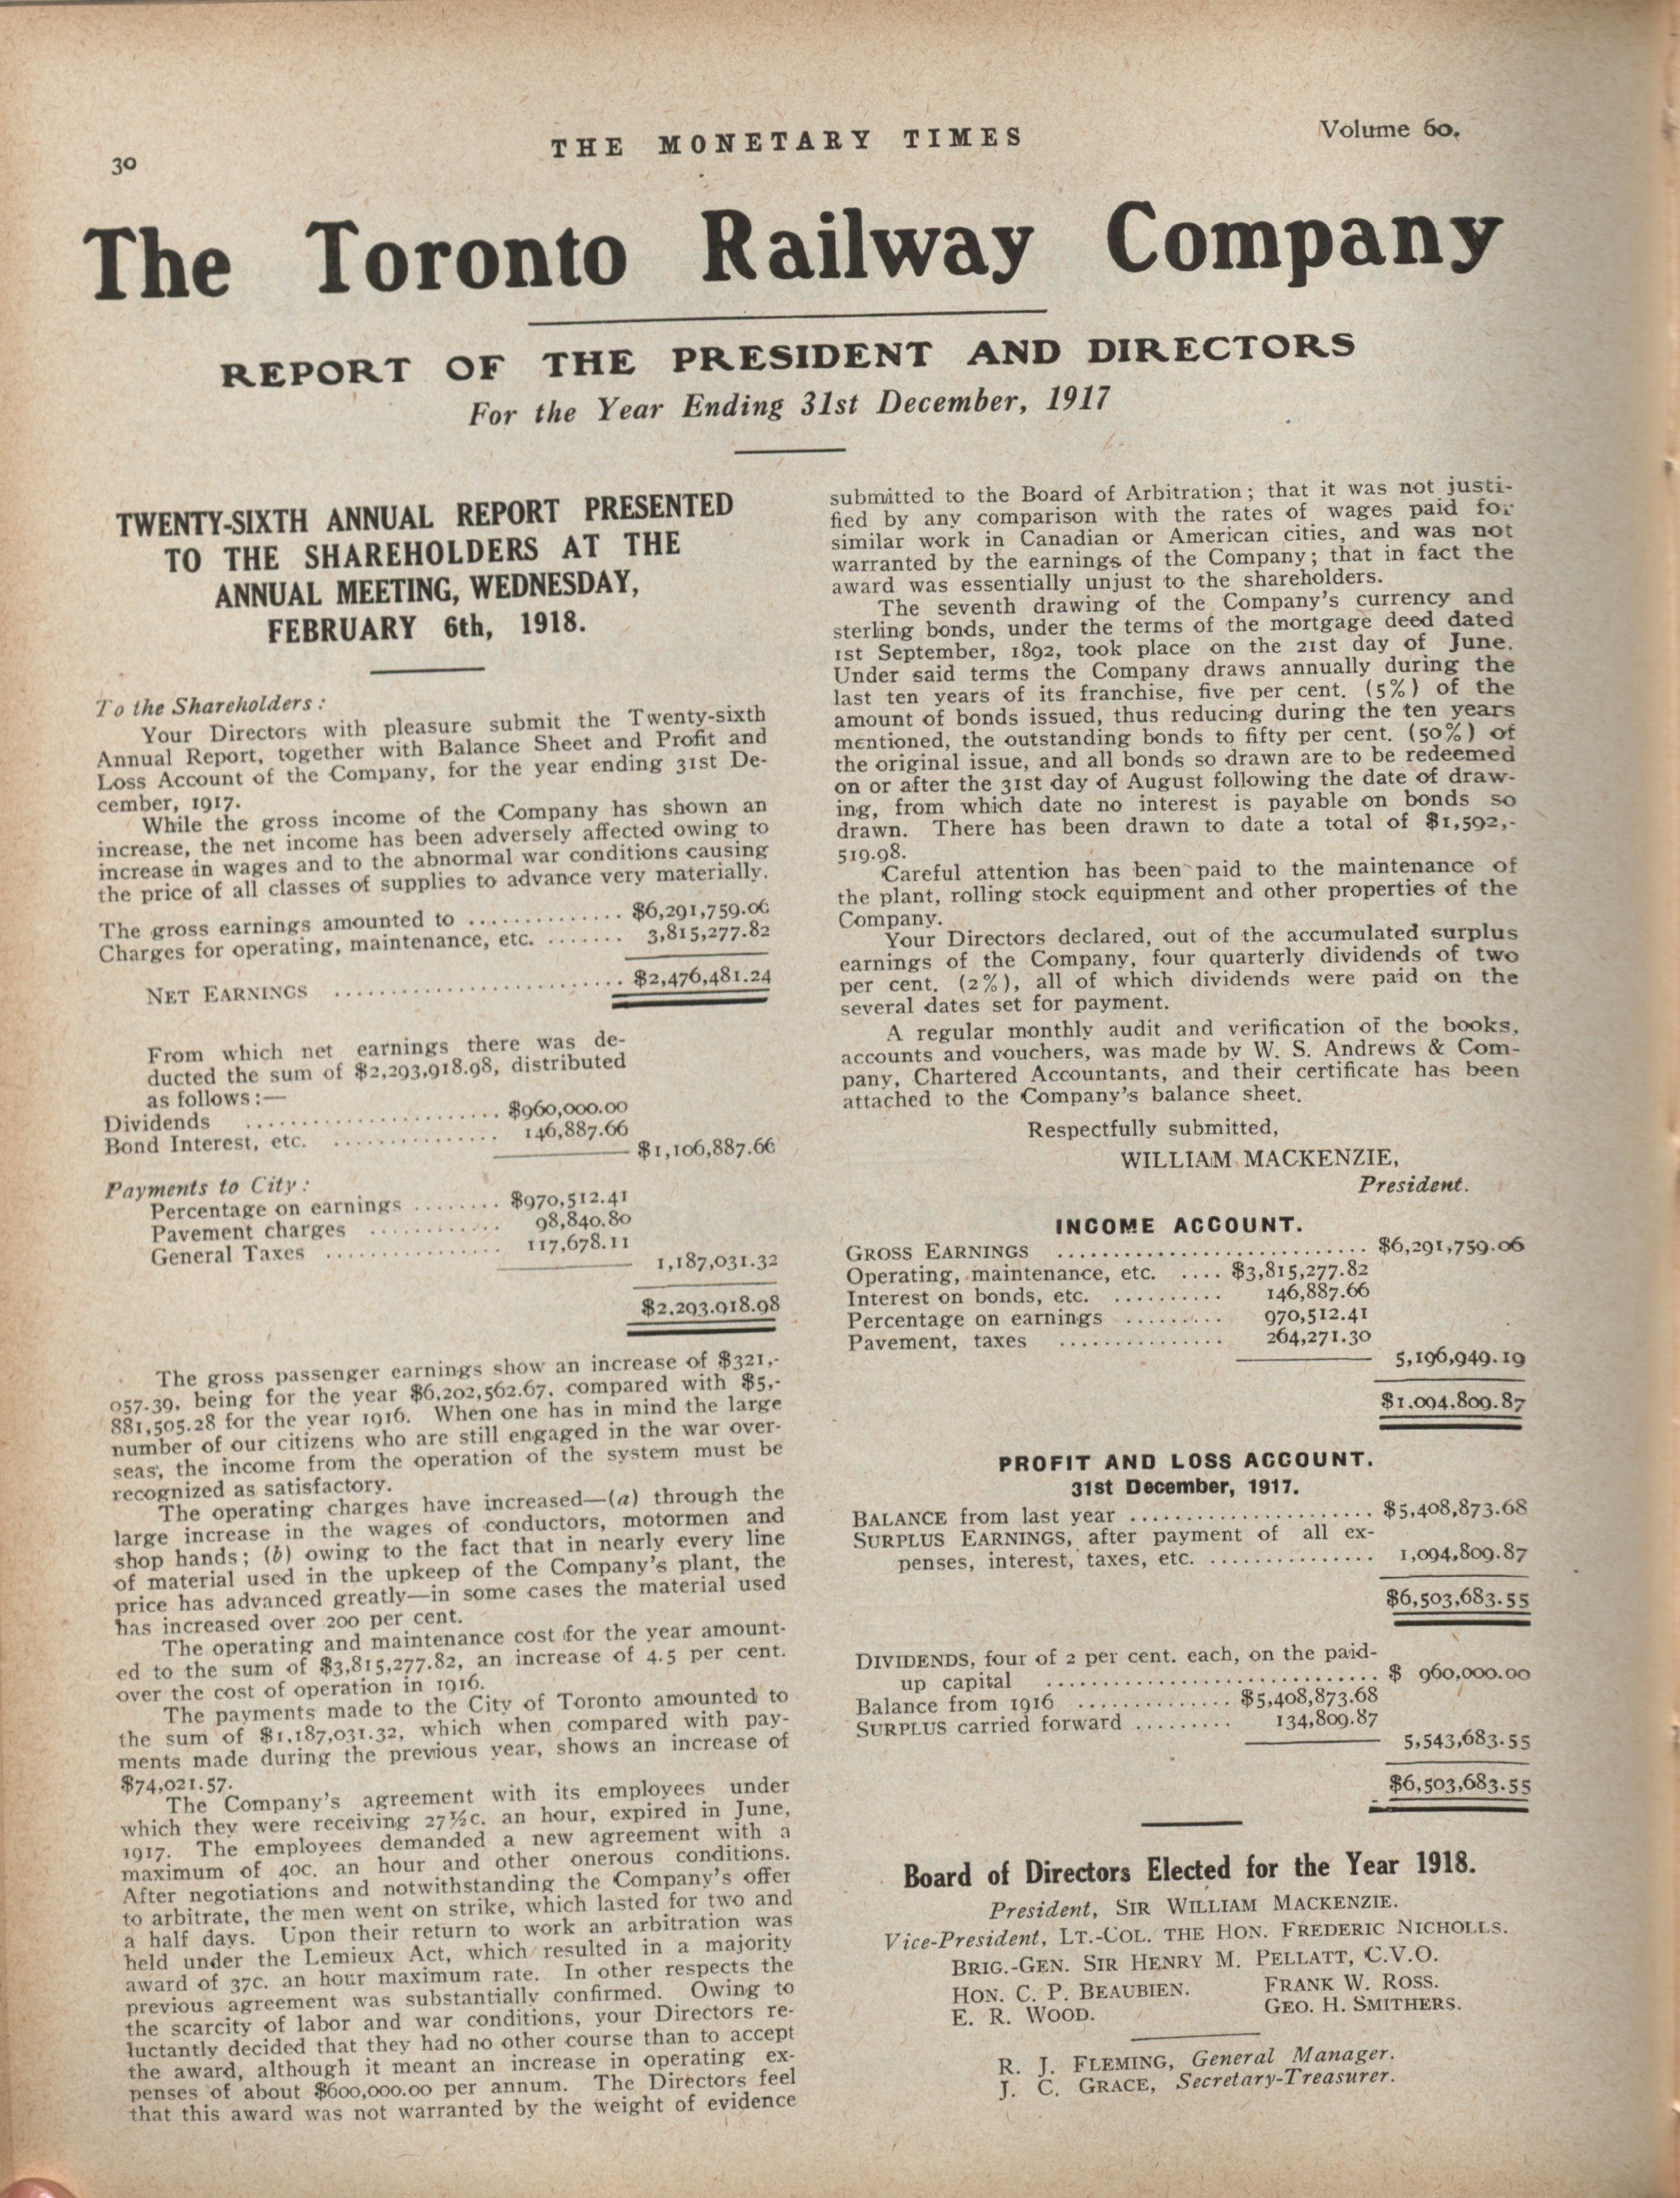 30
THE MONETARY TIMES
Volume 60.
The Toronto Railway Company
REPORT OF THE PRESIDENT AND DIRECTORS
For the Year Ending 31st December, 1917
TWENTY-SIXTH ANNUAL REPORT PRESENTED
TO THE SHAREHOLDERS AT THE
ANNUAL MEETING, WEDNESDAY,
FEBRUARY 6th, 1918.
To the Shareholders:
Your Directors with pleasure submit the Twenty-sixth
Annual Report, together with Balance Sheet and Profit and
Loss Account of the Company, for the year ending 31st De-
cember, 1917.
While the gross income of the Company has shown an
increase, the net income has been adversely affected owing to
increase in wages and to the abnormal war conditions causing
the price of all classes of supplies to advance very materially.
The gross earnings amounted to .............. $6,291,759.06
Charges for operating, maintenance, etc. ....... 3,815,277.82
NET EARNINGS .......................... $2,476,481.24
From which net earnings there was de-
ducted the sum of $2,293,918.98, distributed
as follows:—
Dividends ...................... $960,000.00
Bond Interest, etc. ............... 146,887.66
$1,106,887.66
Payments to City:
Percentage on earnings ........ $970,512.41
Pavement charges ............ 98,840.80
General Taxes ................ 117,678.11
1,187,031.32
$2,293,918.98
The gross passenger earnings show an increase of $321,-
057.39, being for the year $6,202,562.67, compared with $5,-
881,505.28 for the year 1916. When one has in mind the large
number of our citizens who are still engaged in the war over-
seas, the income from the operation of the system must be
recognized as satisfactory.
The operating charges have increased—(a) through the
large increase in the wages of conductors, motormen and
shop hands; (b) owing to the fact that in nearly every line
of material used in the upkeep of the Company's plant, the
price has advanced greatly—in some cases the material used
has increased over 200 per cent.
The operating and maintenance cost for the year amount-
ed to the sum of $3,815,277.82, an increase of 4.5 per cent.
over the cost of operation in 1916.
The payments made to the City of Toronto amounted to
the sum of $1,187,031.32, which when compared with pay-
ments made during the previous year, shows an increase of
$74,021.57.
The Company's agreement with its employees under
which they were receiving 27½c. an hour, expired in June,
1917. The employees demanded a new agreement with a
maximum of 40c. an hour and other onerous conditions.
After negotiations and notwithstanding the Company's offer
to arbitrate, the men went on strike, which lasted for two and
a half days. Upon their return to work an arbitration was
held under the Lemieux Act, which resulted in a majority
award of 37c. an hour maximum rate. In other respects the
previous agreement was substantially confirmed. Owing to
the scarcity of labor and war conditions, your Directors re-
luctantly decided that they had no other course than to accept
the award, although it meant an increase in operating ex-
penses of about $600,000.00 per annum. The Directors feel
that this award was not warranted by the weight of evidence
submitted to the Board of Arbitration; that it was not justi-
fied by any comparison with the rates of wages paid for
similar work in Canadian or American cities, and was not
warranted by the earnings of the Company; that in fact the
award was essentially unjust to the shareholders.
The seventh drawing of the Company's currency and
sterling bonds, under the terms of the mortgage deed dated
1st September, 1892, took place on the 21st day of June.
Under said terms the Company draws annually during the
last ten years of its franchise, five per cent. (5%) of the
amount of bonds issued, thus reducing during the ten years
mentioned, the outstanding bonds to fifty per cent. (50%) of
the original issue, and all bonds so drawn are to be redeemed
on or after the 31st day of August following the date of draw-
ing, from which date no interest is payable on bonds so
drawn. There has been drawn to date a total of $1,592,-
519.98.
Careful attention has been paid to the maintenance of
the plant, rolling stock equipment and other properties of the
Company.
Your Directors declared, out of the accumulated surplus
earnings of the Company, four quarterly dividends of two
per cent. (2%), all of which dividends were paid on the
several dates set for payment.
A regular monthly audit and verification of the books,
accounts and vouchers, was made by W. S. Andrews & Com-
pany, Chartered Accountants, and their certificate has been
attached to the Company's balance sheet.
Respectfully submitted,
WILLIAM MACKENZIE,
President.
INCOME ACCOUNT.
GROSS EARNINGS ........................... $6,291,759.06
Operating, maintenance, etc. .... $3,815,277.82
Interest on bonds, etc. .......... 146,887.66
Percentage on earnings ......... 970,512.41
Pavement, taxes ............... 264,271.30
5,196,949.19
$1,094,809.87
PROFIT AND LOSS ACCOUNT.
31st December, 1917.
BALANCE from last year ...................... $5,408,873.68
SURPLUS EARNINGS, after payment of all ex-
penses, interest, taxes, etc. ............... 1,094,809.87
$6,503,683.55
DIVIDENDS, four of 2 per cent. each, on the paid-
up capital ............................. $ 960,000.00
Balance from 1916 .............. $5,408,873.68
SURPLUS carried forward ......... 134,809.87
5,543,683.55
$6,503,683.55
Board of Directors Elected for the Year 1918.
President, SIR WILLIAM MACKENZIE.
Vice-President, LT.-COL. THE HON. FREDERIC NICHOLLS.
BRIG.-GEN. SIR HENRY M. PELLATT, C.V.O.
HON. C. P. BEAUBIEN. FRANK W. ROSS.
E. R. WOOD. GEO. H. SMITHERS.
R. J. FLEMING, General Manager.
J. C. GRACE, Secretary-Treasurer.